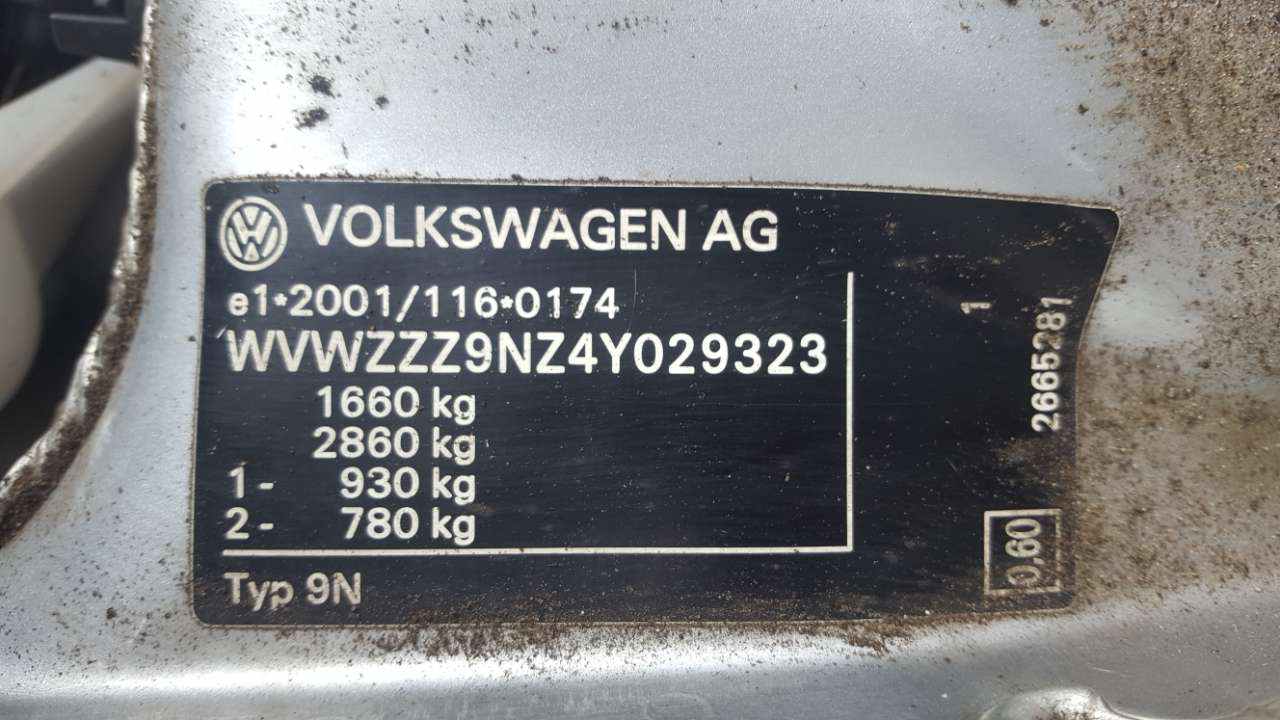 VOLKSWAGEN AG
e1*2001/116*0174
WVWZZZ9NZ4Y029323
1660 kg
2860 kg
1- 930 kg
2- 780 kg
Typ 9N
1
2665281
0.60